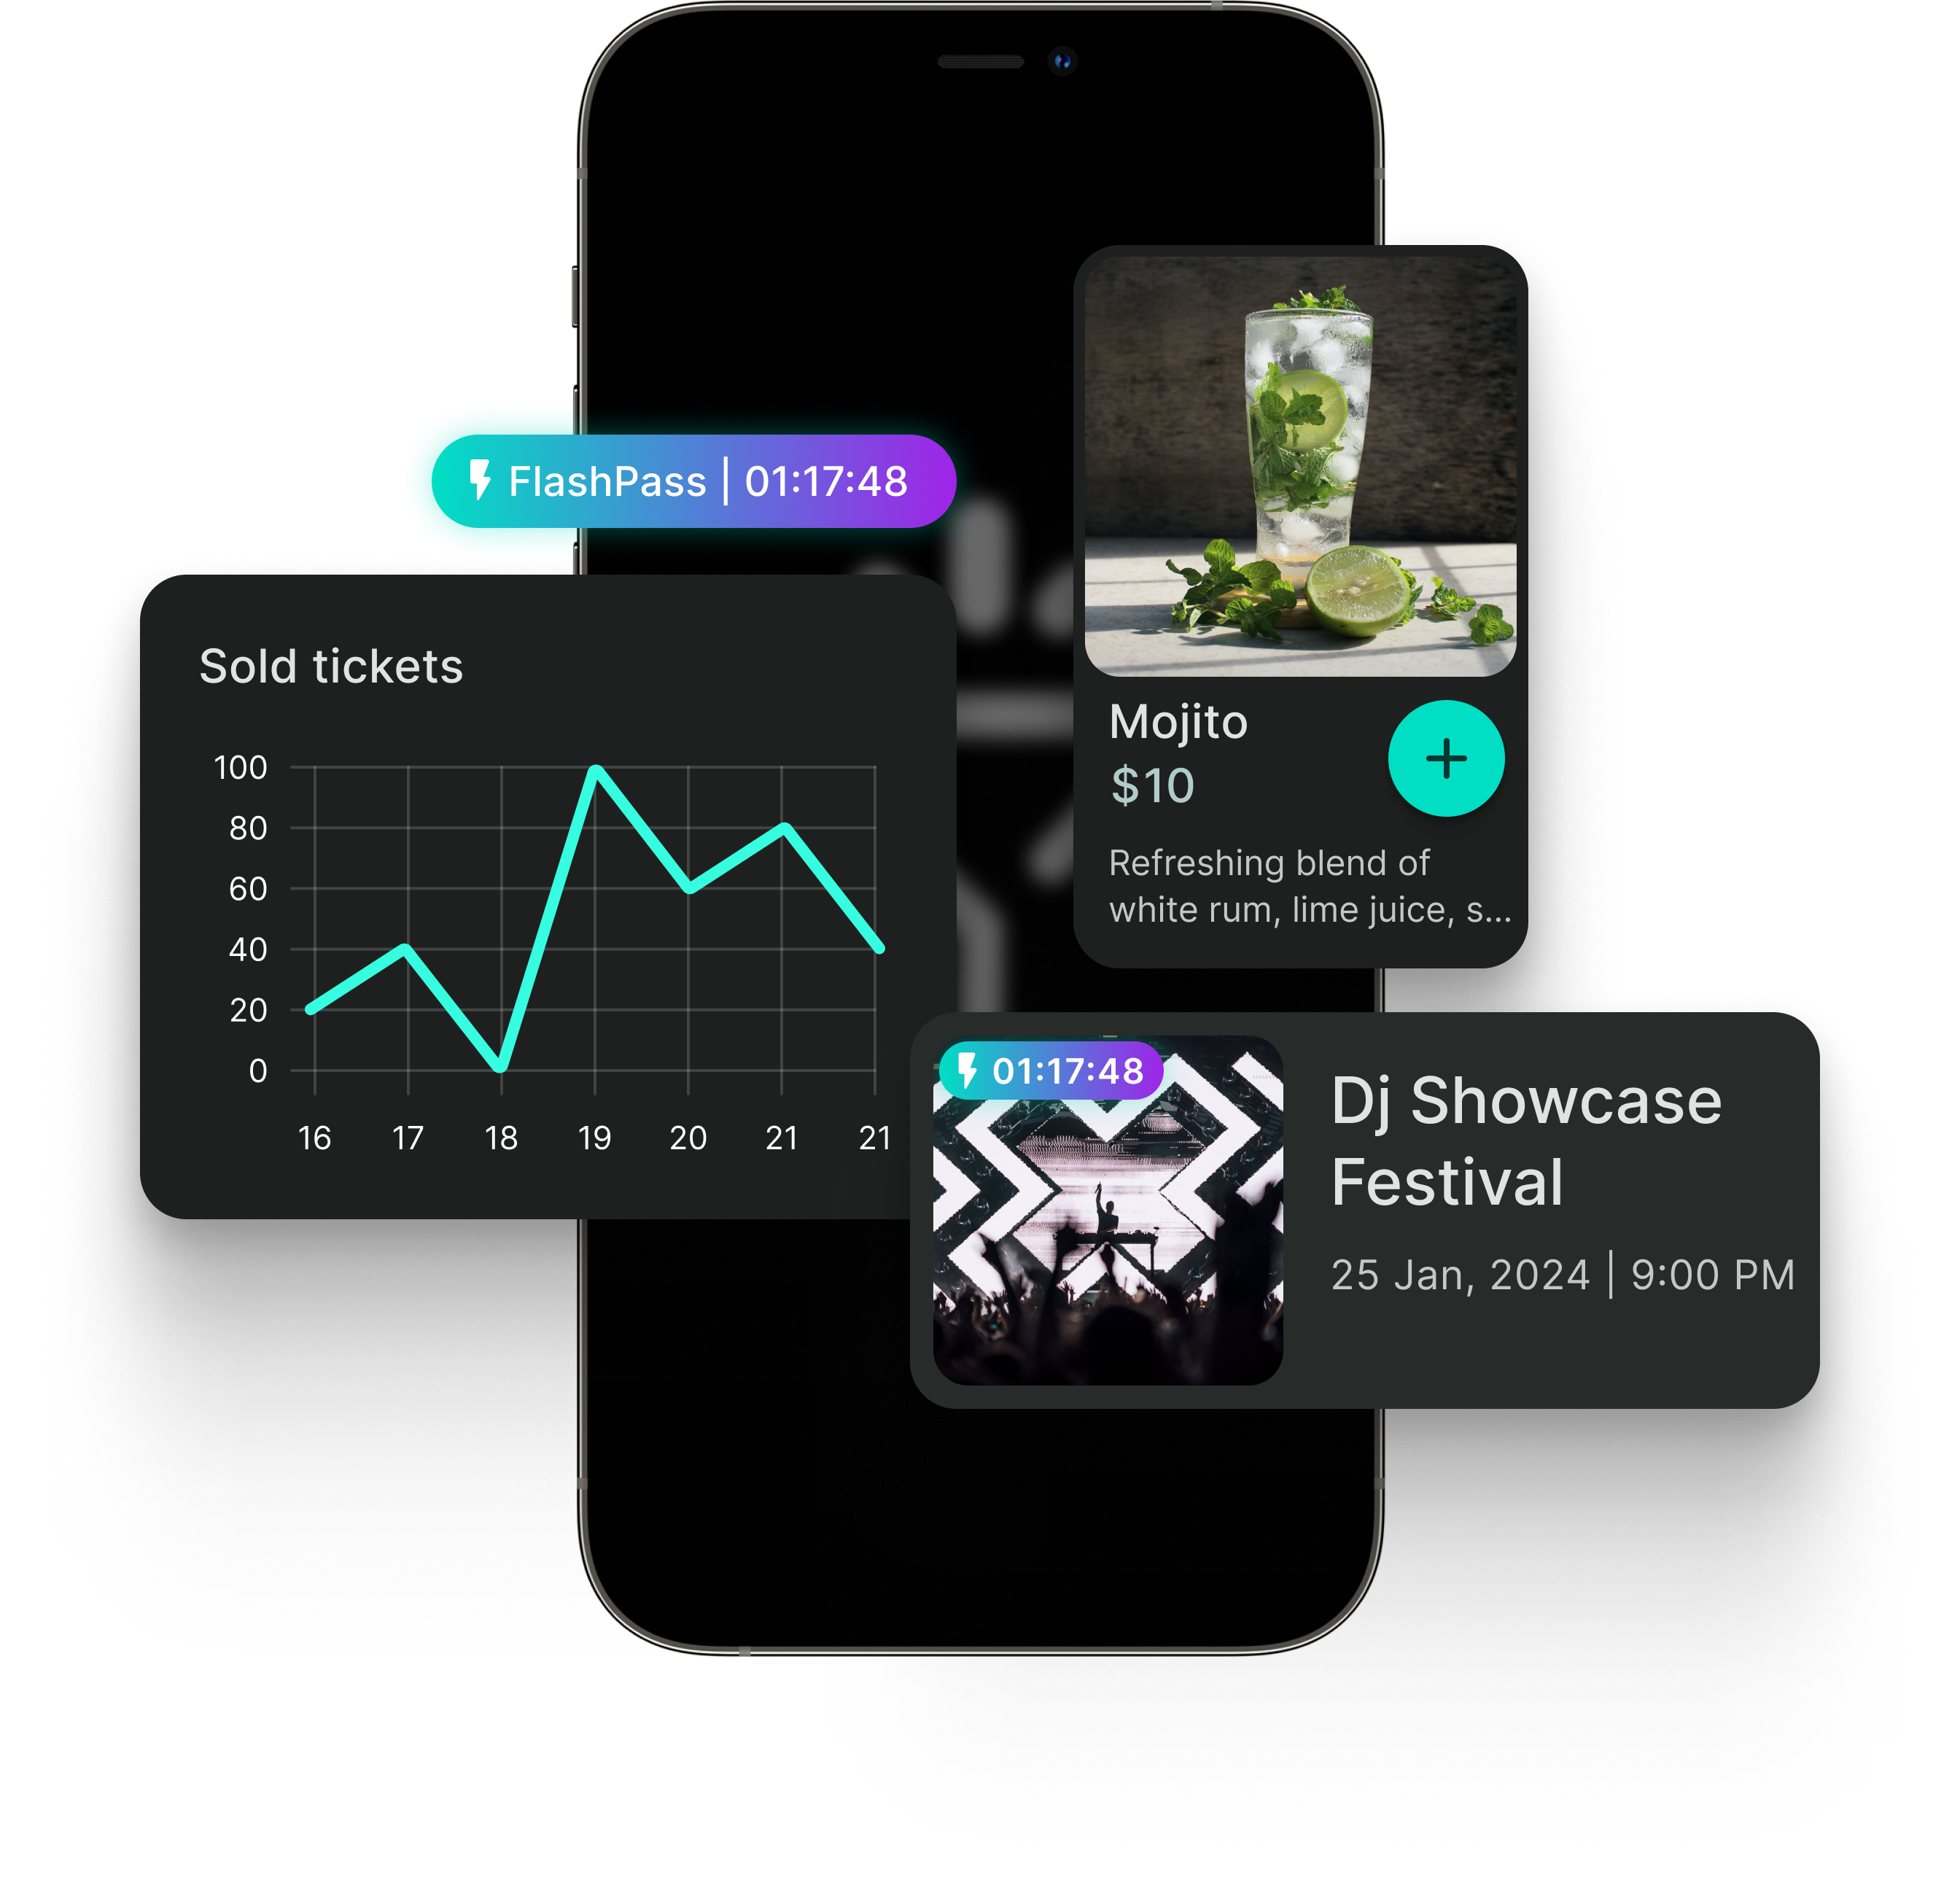 FlashPass | 01:17:48
Sold tickets
100
80
60
40
20
0
16 17 18 19 20 21 21
Mojito
$10
Refreshing blend of
white rum, lime juice, s...
01:17:48
Dj Showcase
Festival
25 Jan, 2024 | 9:00 PM